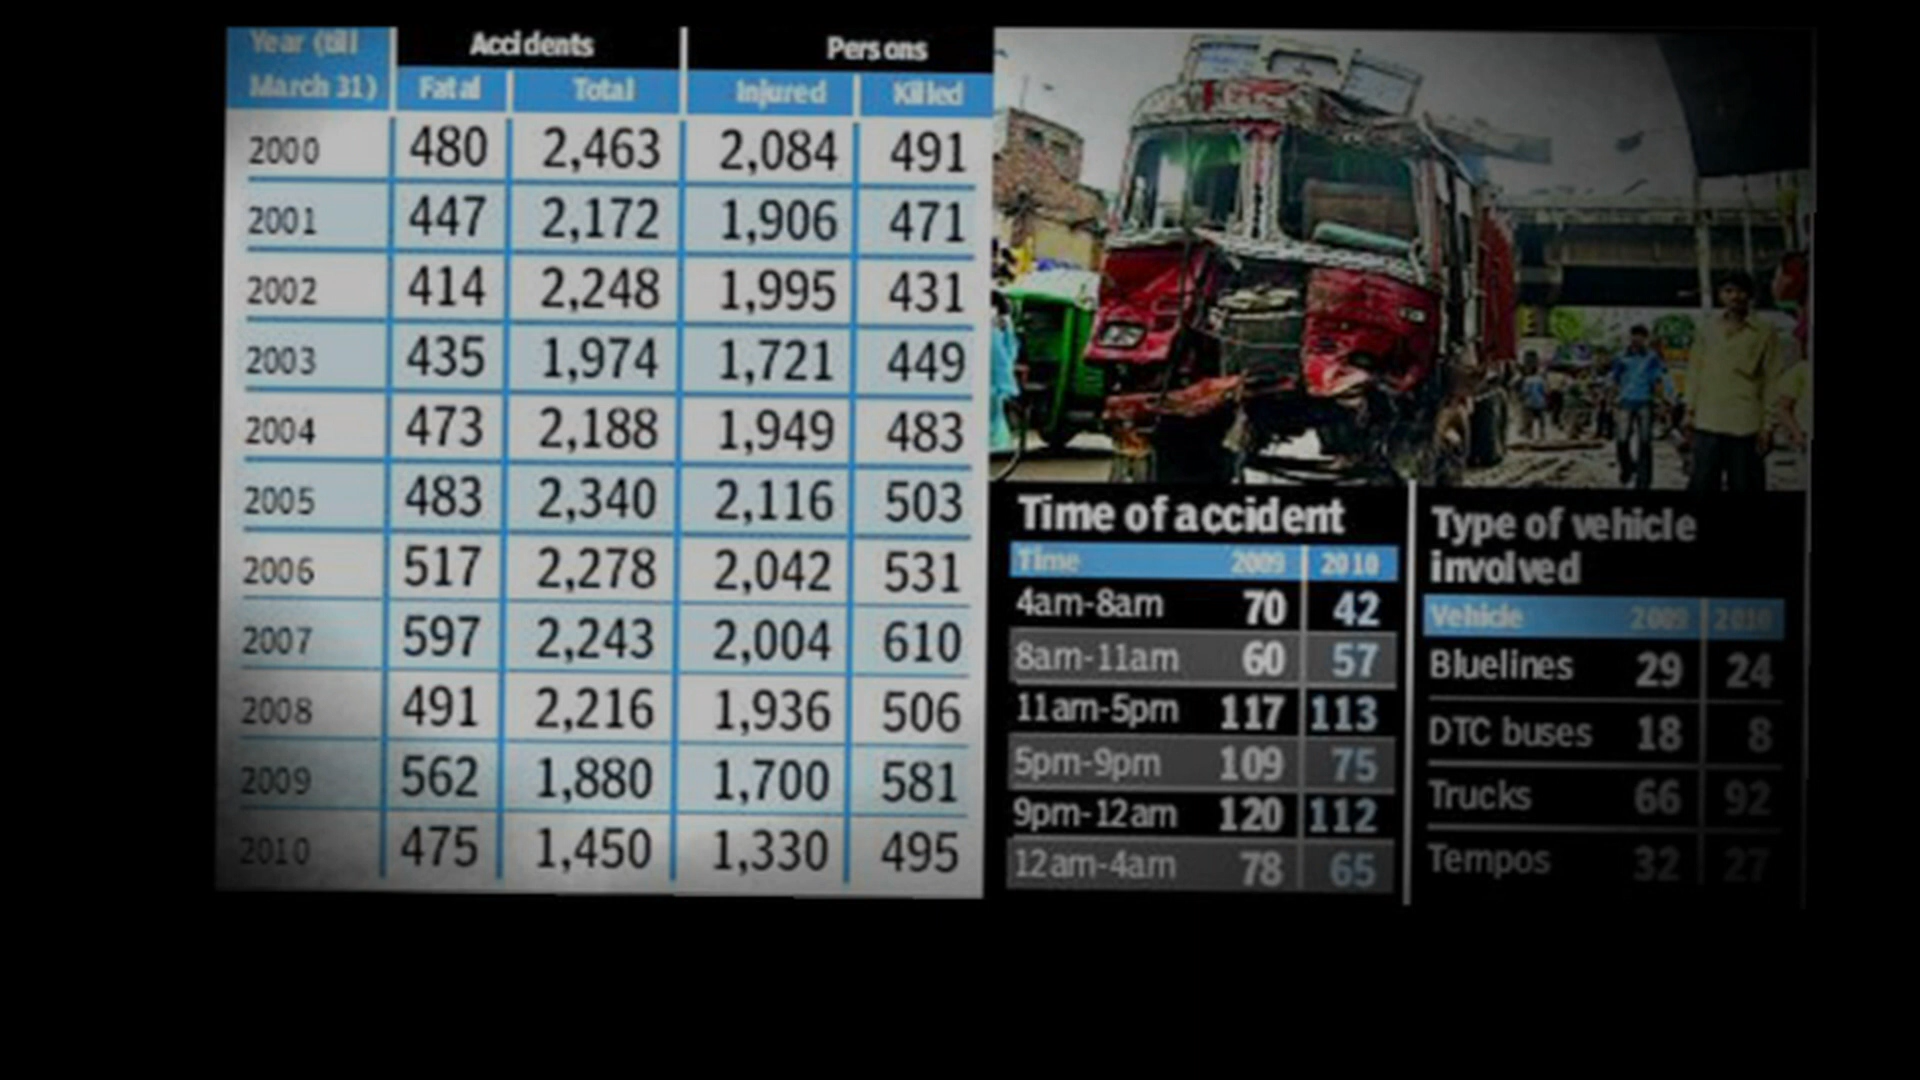 Year (till March 31) Accidents Persons
Fatal Total Injured Killed
2000 480 2,463 2,084 491
2001 447 2,172 1,906 471
2002 414 2,248 1,995 431
2003 435 1,974 1,721 449
2004 473 2,188 1,949 483
2005 483 2,340 2,116 503
2006 517 2,278 2,042 531
2007 597 2,243 2,004 610
2008 491 2,216 1,936 506
2009 562 1,880 1,700 581
2010 475 1,450 1,330 495
Time of accident
Time 2009 2010
4am-8am 70 42
8am-11am 60 57
11am-5pm 117 113
5pm-9pm 109 75
9pm-12am 120 112
12am-4am 78 65
Type of vehicle
involved
Vehicle 2009 2010
Bluelines 29 24
DTC buses 18 8
Trucks 66 92
Tempos 32 27